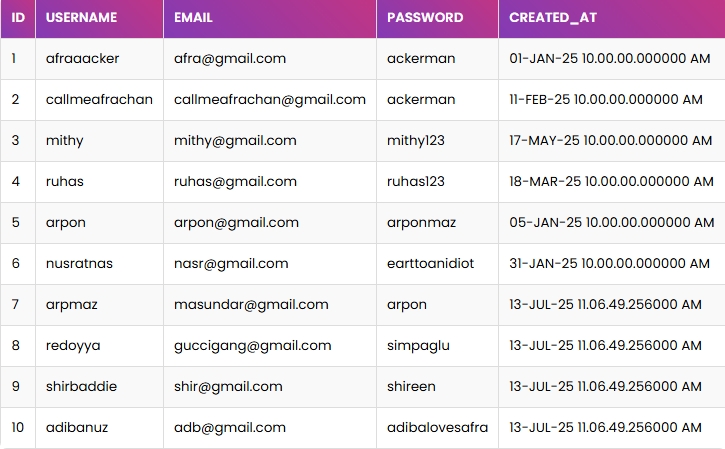 ID USERNAME EMAIL PASSWORD CREATED_AT
1 afraaacker afra@gmail.com ackerman 01-JAN-25 10.00.00.000000 AM
2 callmeafrachan callmeafrachan@gmail.com ackerman 11-FEB-25 10.00.00.000000 AM
3 mithy mithy@gmail.com mithy123 17-MAY-25 10.00.00.000000 AM
4 ruhas ruhas@gmail.com ruhas123 18-MAR-25 10.00.00.000000 AM
5 arpon arpon@gmail.com arponmaz 05-JAN-25 10.00.00.000000 AM
6 nusratnas nasr@gmail.com earttoanidiot 31-JAN-25 10.00.00.000000 AM
7 arpmaz masundar@gmail.com arpon 13-JUL-25 11.06.49.256000 AM
8 redoyya guccigang@gmail.com simpaglu 13-JUL-25 11.06.49.256000 AM
9 shirbaddie shir@gmail.com shireen 13-JUL-25 11.06.49.256000 AM
10 adibanuz adb@gmail.com adibalovesafra 13-JUL-25 11.06.49.256000 AM